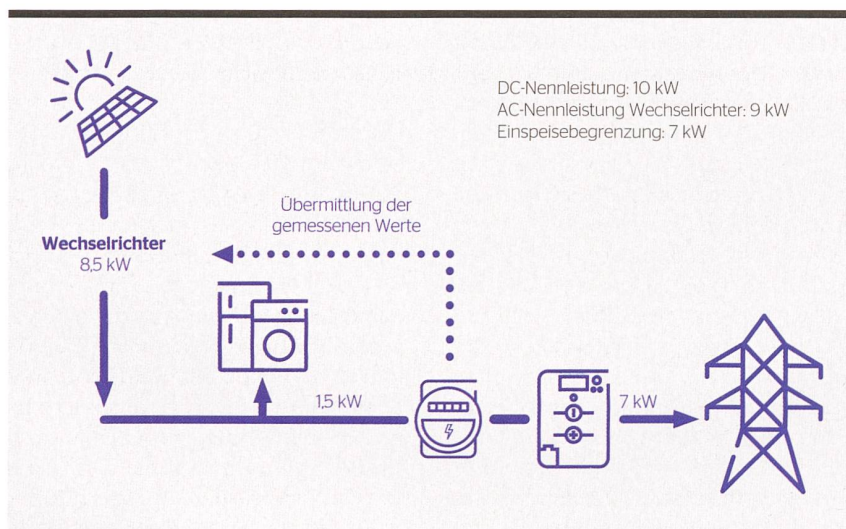 DC-Nennleistung: 10 kW
AC-Nennleistung Wechselrichter: 9 kW
Einspeisebegrenzung: 7 kW
Übermittlung der
gemessenen Werte
Wechselrichter
8,5 kW
1,5 kW
7 kW